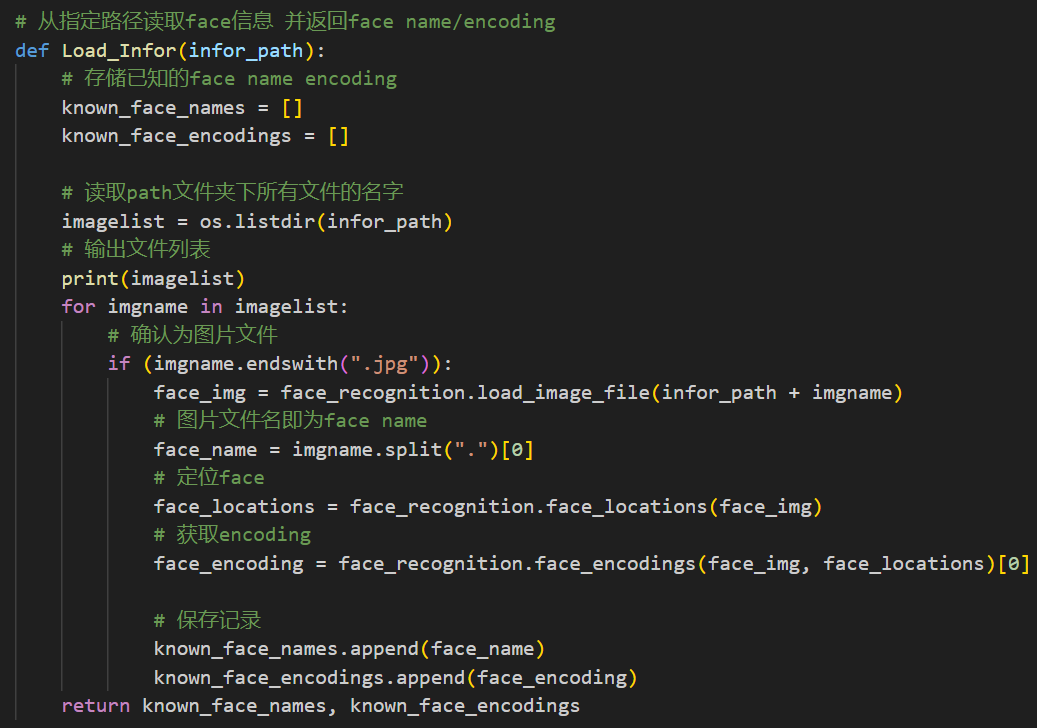 # 从指定路径读取face信息 并返回face name/encoding
def Load_Infor(infor_path):
    # 存储已知的face name encoding
    known_face_names = []
    known_face_encodings = []

    # 读取path文件夹下所有文件的名字
    imagelist = os.listdir(infor_path)
    # 输出文件列表
    print(imagelist)
    for imgname in imagelist:
        # 确认为图片文件
        if (imgname.endswith(".jpg")):
            face_img = face_recognition.load_image_file(infor_path + imgname)
            # 图片文件名即为face name
            face_name = imgname.split(".")[0]
            # 定位face
            face_locations = face_recognition.face_locations(face_img)
            # 获取encoding
            face_encoding = face_recognition.face_encodings(face_img, face_locations)[0]

            # 保存记录
            known_face_names.append(face_name)
            known_face_encodings.append(face_encoding)
    return known_face_names, known_face_encodings